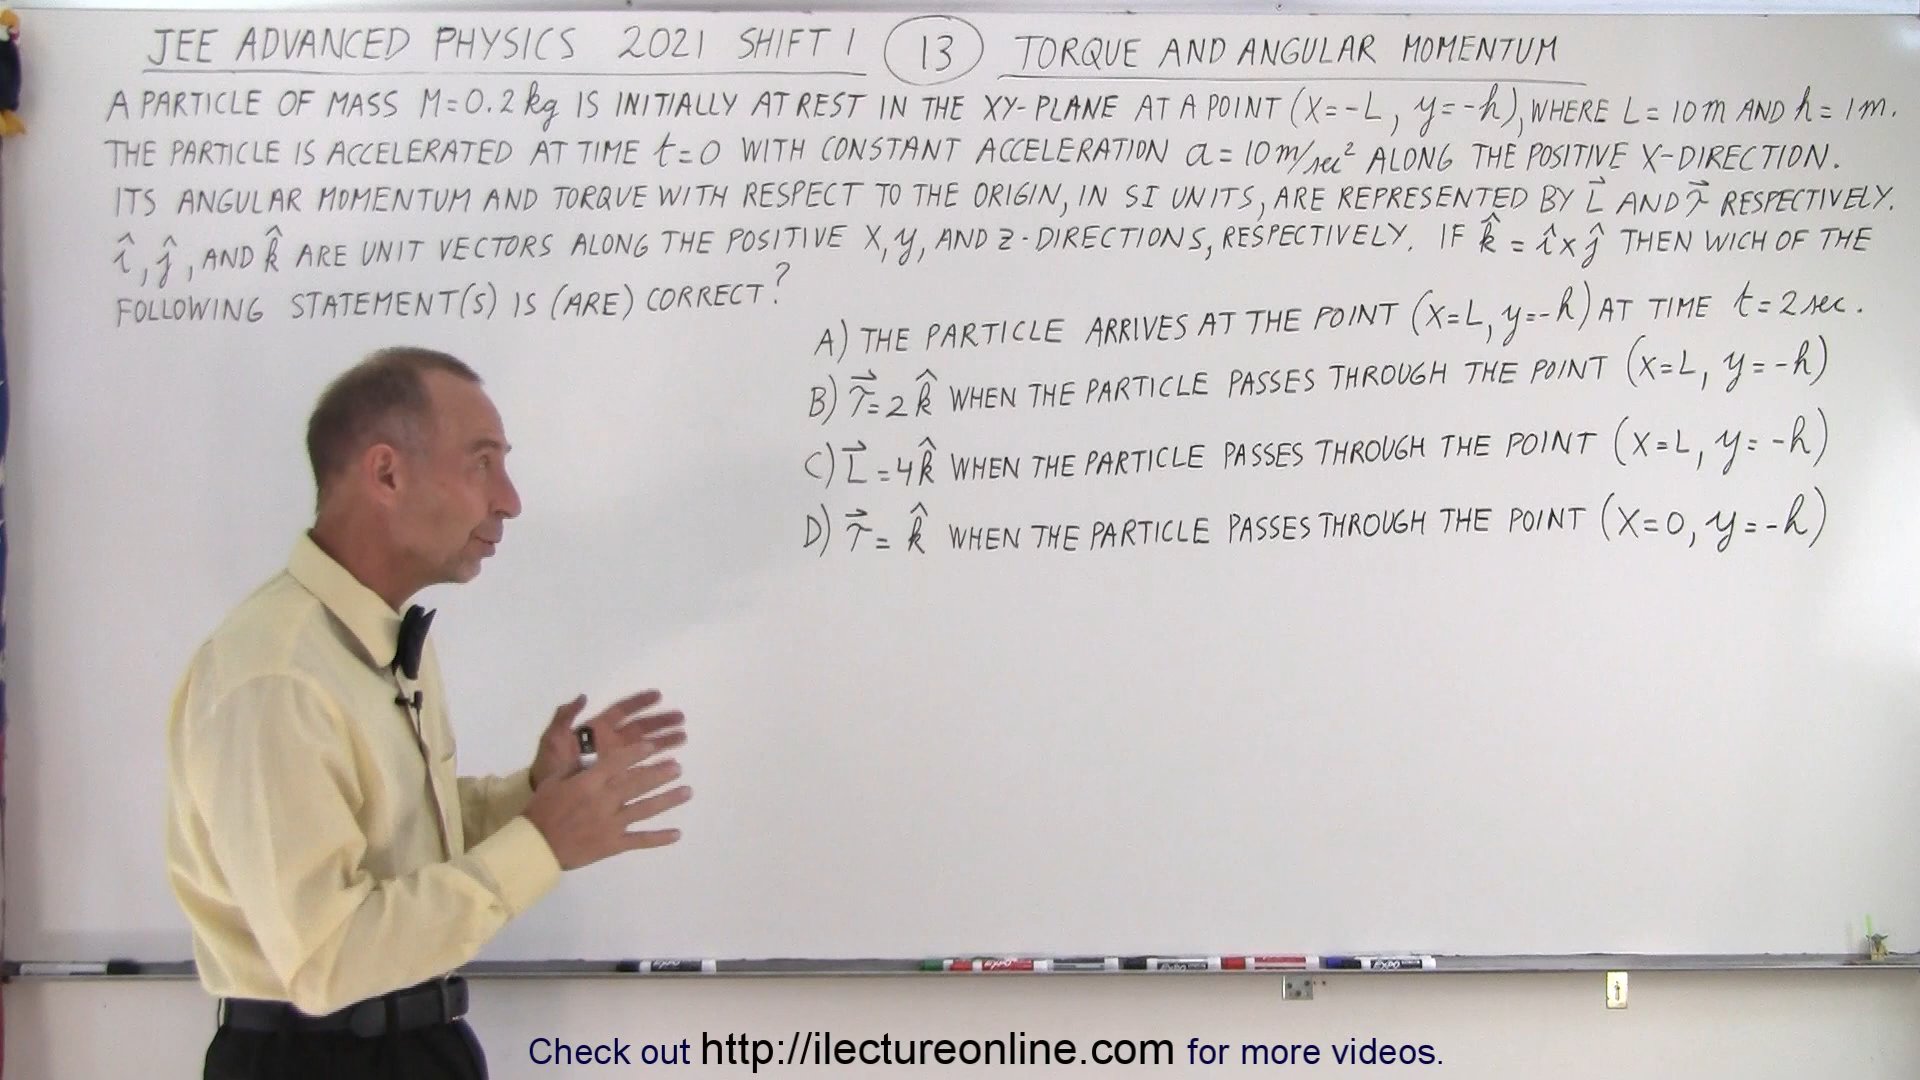 JEE ADVANCED PHYSICS 2021 SHIFT 1 13 TORQUE AND ANGULAR MOMENTUM
A PARTICLE OF MASS M=0.2 kg IS INITIALLY AT REST IN THE XY-PLANE AT A POINT (X=-L, y=-h), WHERE L=10m AND h=1m.
THE PARTICLE IS ACCELERATED AT TIME t=0 WITH CONSTANT ACCELERATION a=10 m/sec² ALONG THE POSITIVE X-DIRECTION.
ITS ANGULAR MOMENTUM AND TORQUE WITH RESPECT TO THE ORIGIN, IN SI UNITS, ARE REPRESENTED BY L⃗ AND τ⃗ RESPECTIVELY.
î, ĵ, AND k̂ ARE UNIT VECTORS ALONG THE POSITIVE X, y, AND Z-DIRECTIONS, RESPECTIVELY. IF k̂ = î x ĵ THEN WICH OF THE
FOLLOWING STATEMENT(S) IS (ARE) CORRECT?
A) THE PARTICLE ARRIVES AT THE POINT (X=L, y=-h) AT TIME t=2 sec.
B) τ⃗=2k̂ WHEN THE PARTICLE PASSES THROUGH THE POINT (X=L, y=-h)
C) L⃗=4k̂ WHEN THE PARTICLE PASSES THROUGH THE POINT (X=L, y=-h)
D) τ⃗= k̂ WHEN THE PARTICLE PASSES THROUGH THE POINT (X=0, y=-h)
EXPO
Check out http://ilectureonline.com for more videos.